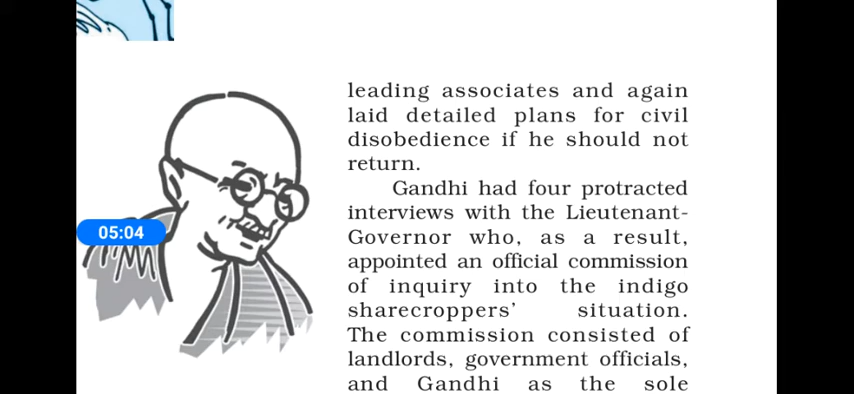 leading associates and again
laid detailed plans for civil
disobedience if he should not
return.
Gandhi had four protracted
interviews with the Lieutenant-
Governor who, as a result,
appointed an official commission
of inquiry into the indigo
sharecroppers’ situation.
The commission consisted of
landlords, government officials,
and Gandhi as the sole
05:04